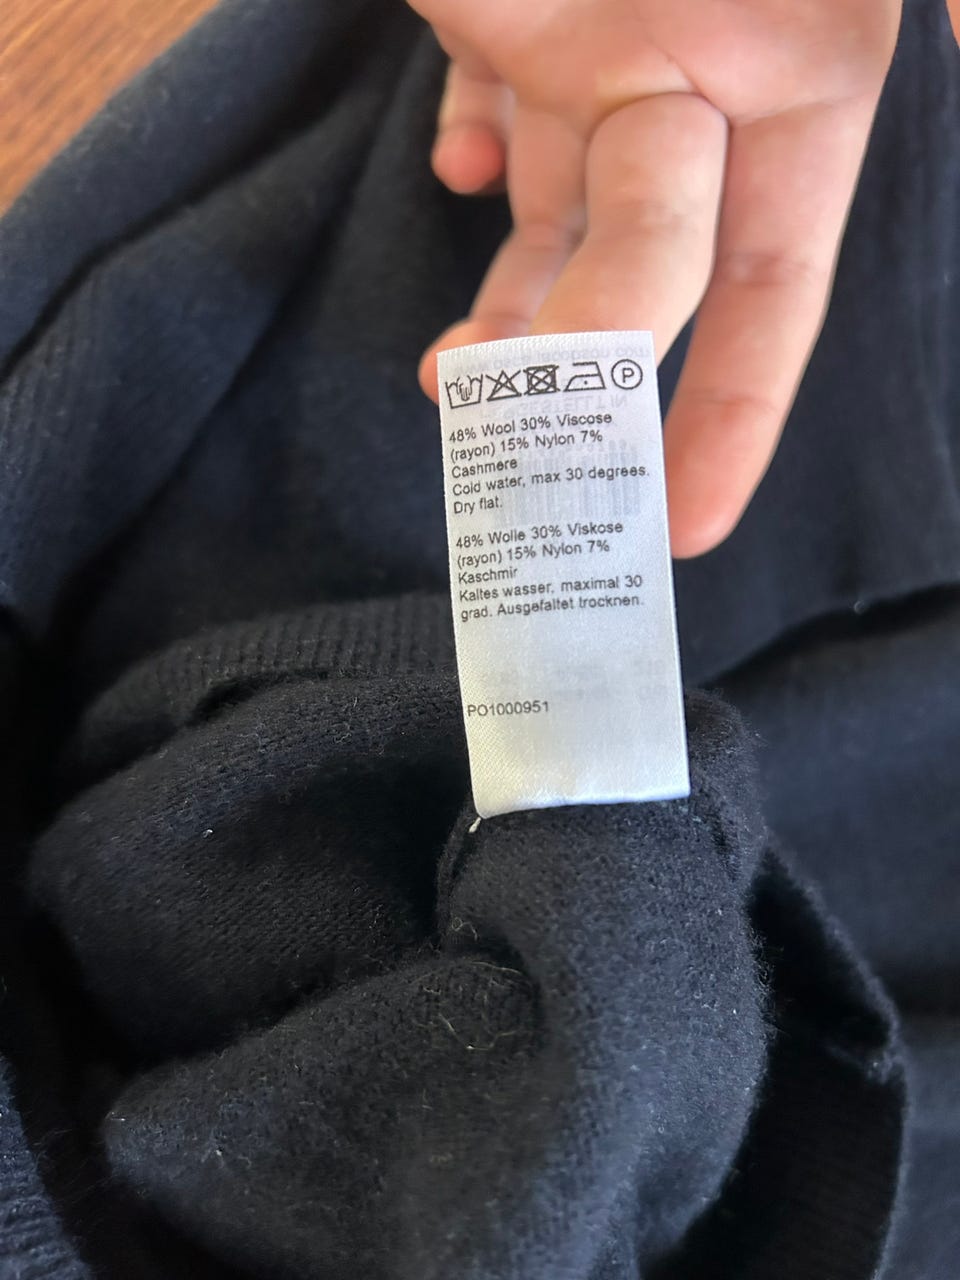 P
48% Wool 30% Viscose
(rayon) 15% Nylon 7%
Cashmere
Cold water, max 30 degrees.
Dry flat.
48% Wolle 30% Viskose
(rayon) 15% Nylon 7%
Kaschmir
Kaltes wasser, maximal 30
grad. Ausgefaltet trocknen.
PO1000951